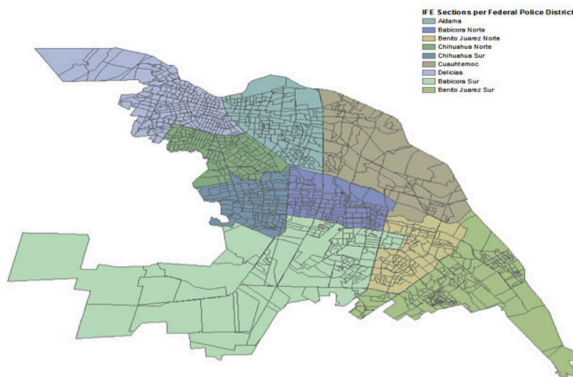 IFE Sections per Federal Police District
Aldama
Babicora Norte
Benito Juarez Norte
Chihuahua Norte
Chihuahua Sur
Cuauhtemoc
Delicias
Babicora Sur
Benito Juarez Sur